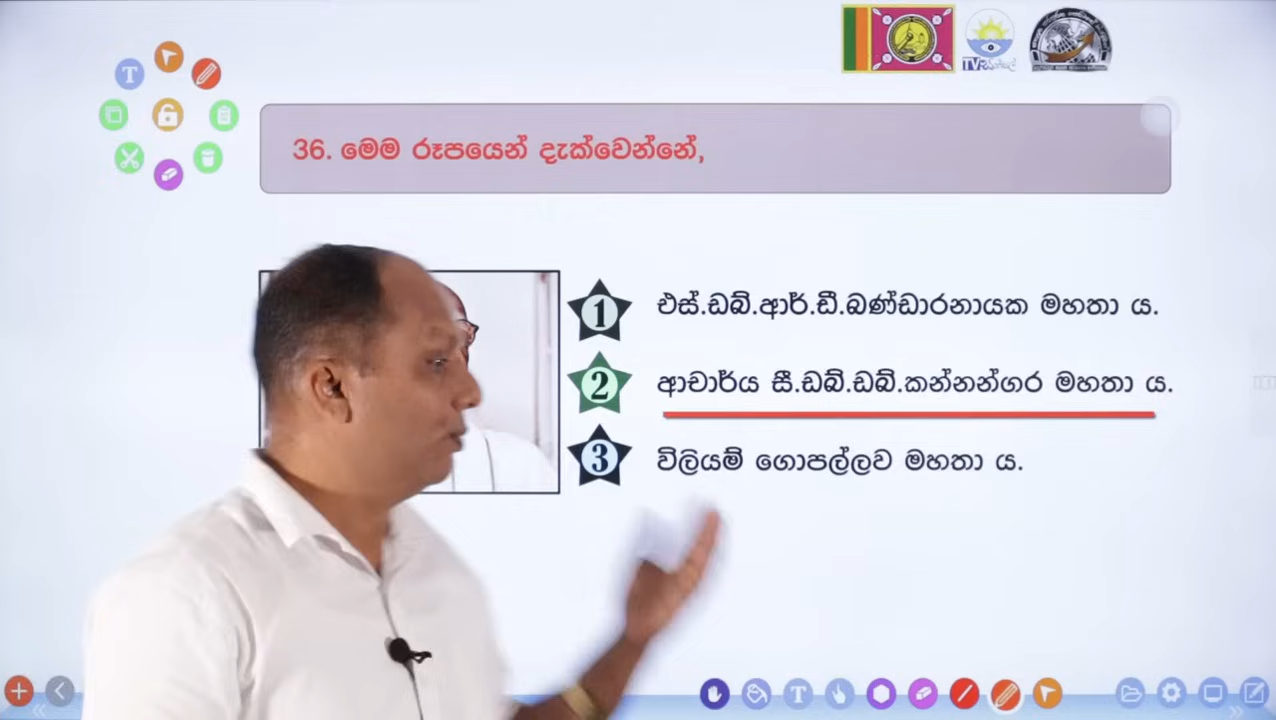 36. මෙම රූපයෙන් දැක්වෙන්නේ,
1 එස්.ඩබ්.ආර්.ඩී.බණ්ඩාරනායක මහතා ය.
2 ආචාර්ය සී.ඩබ්.ඩබ්.කන්නන්ගර මහතා ය.
3 විලියම් ගොපල්ලව මහතා ය.